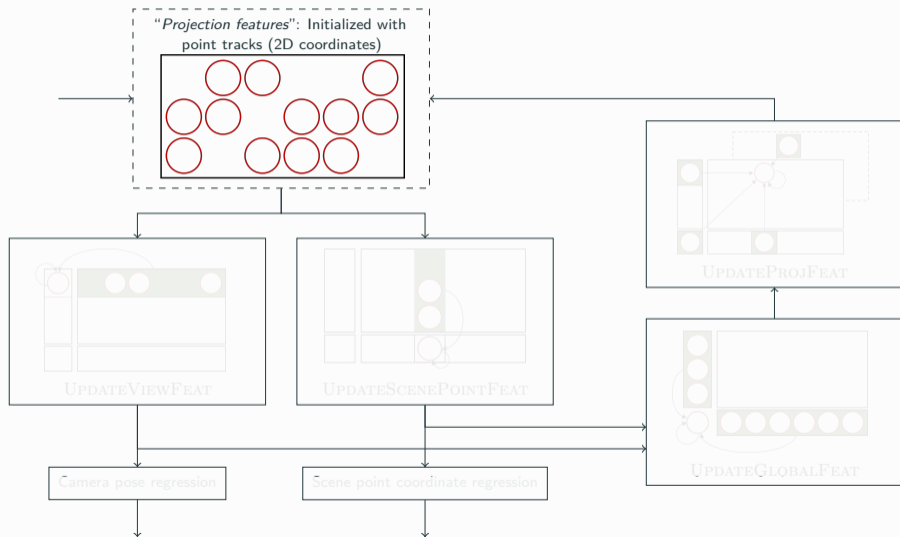 “Projection features”: Initialized with
point tracks (2D coordinates)
UpdateProjFeat
UpdateViewFeat
UpdateScenePointFeat
UpdateGlobalFeat
Camera pose regression
Scene point coordinate regression